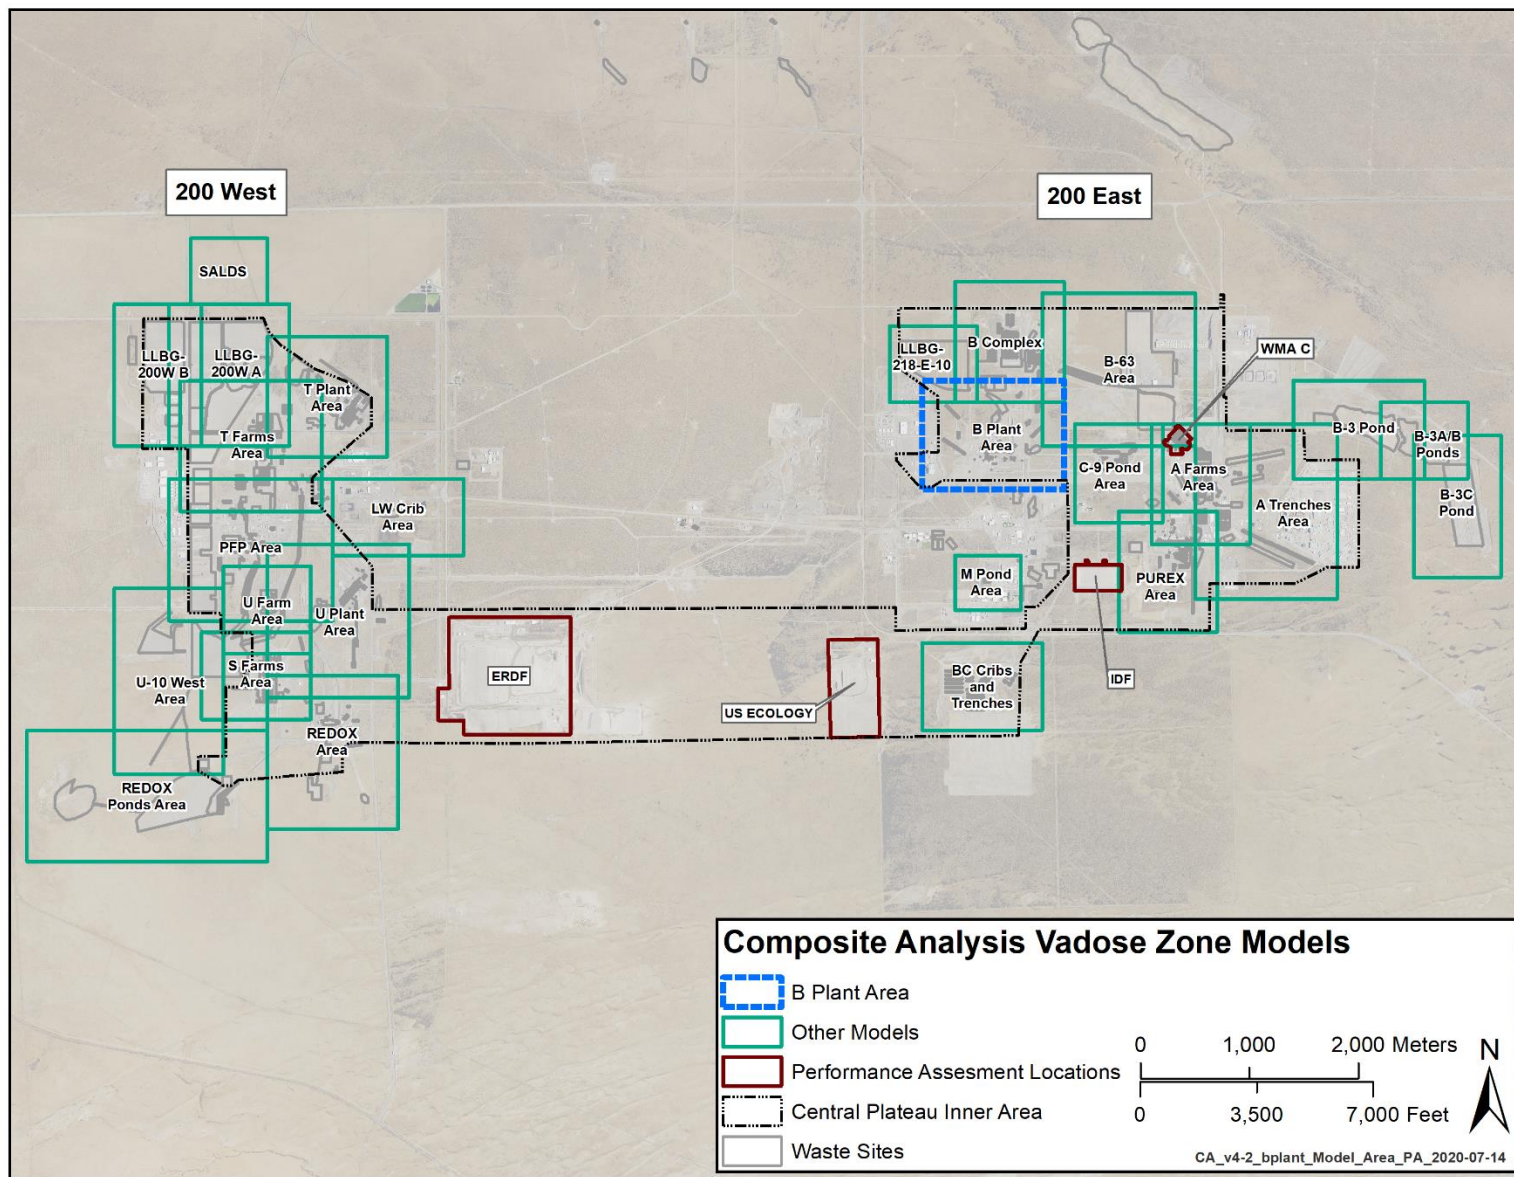 200 West
200 East
SALDS
LLBG-
200W B
LLBG-
200W A
T Plant
Area
T Farms
Area
LW Crib
Area
PFP Area
U Farm
Area
U Plant
Area
S Farms
Area
U-10 West
Area
REDOX
Area
REDOX
Ponds Area
ERDF
US ECOLOGY
BC Cribs
and
Trenches
IDF
M Pond
Area
PUREX
Area
LLBG-
218-E-10
B Complex
B-63
Area
WMA C
B Plant
Area
C-9 Pond
Area
A Farms
Area
A Trenches
Area
B-3 Pond
B-3A/B
Ponds
B-3C
Pond
Composite Analysis Vadose Zone Models
B Plant Area
Other Models
Performance Assesment Locations
Central Plateau Inner Area
Waste Sites
0 1,000 2,000 Meters
0 3,500 7,000 Feet
N
CA_v4-2_bplant_Model_Area_PA_2020-07-14